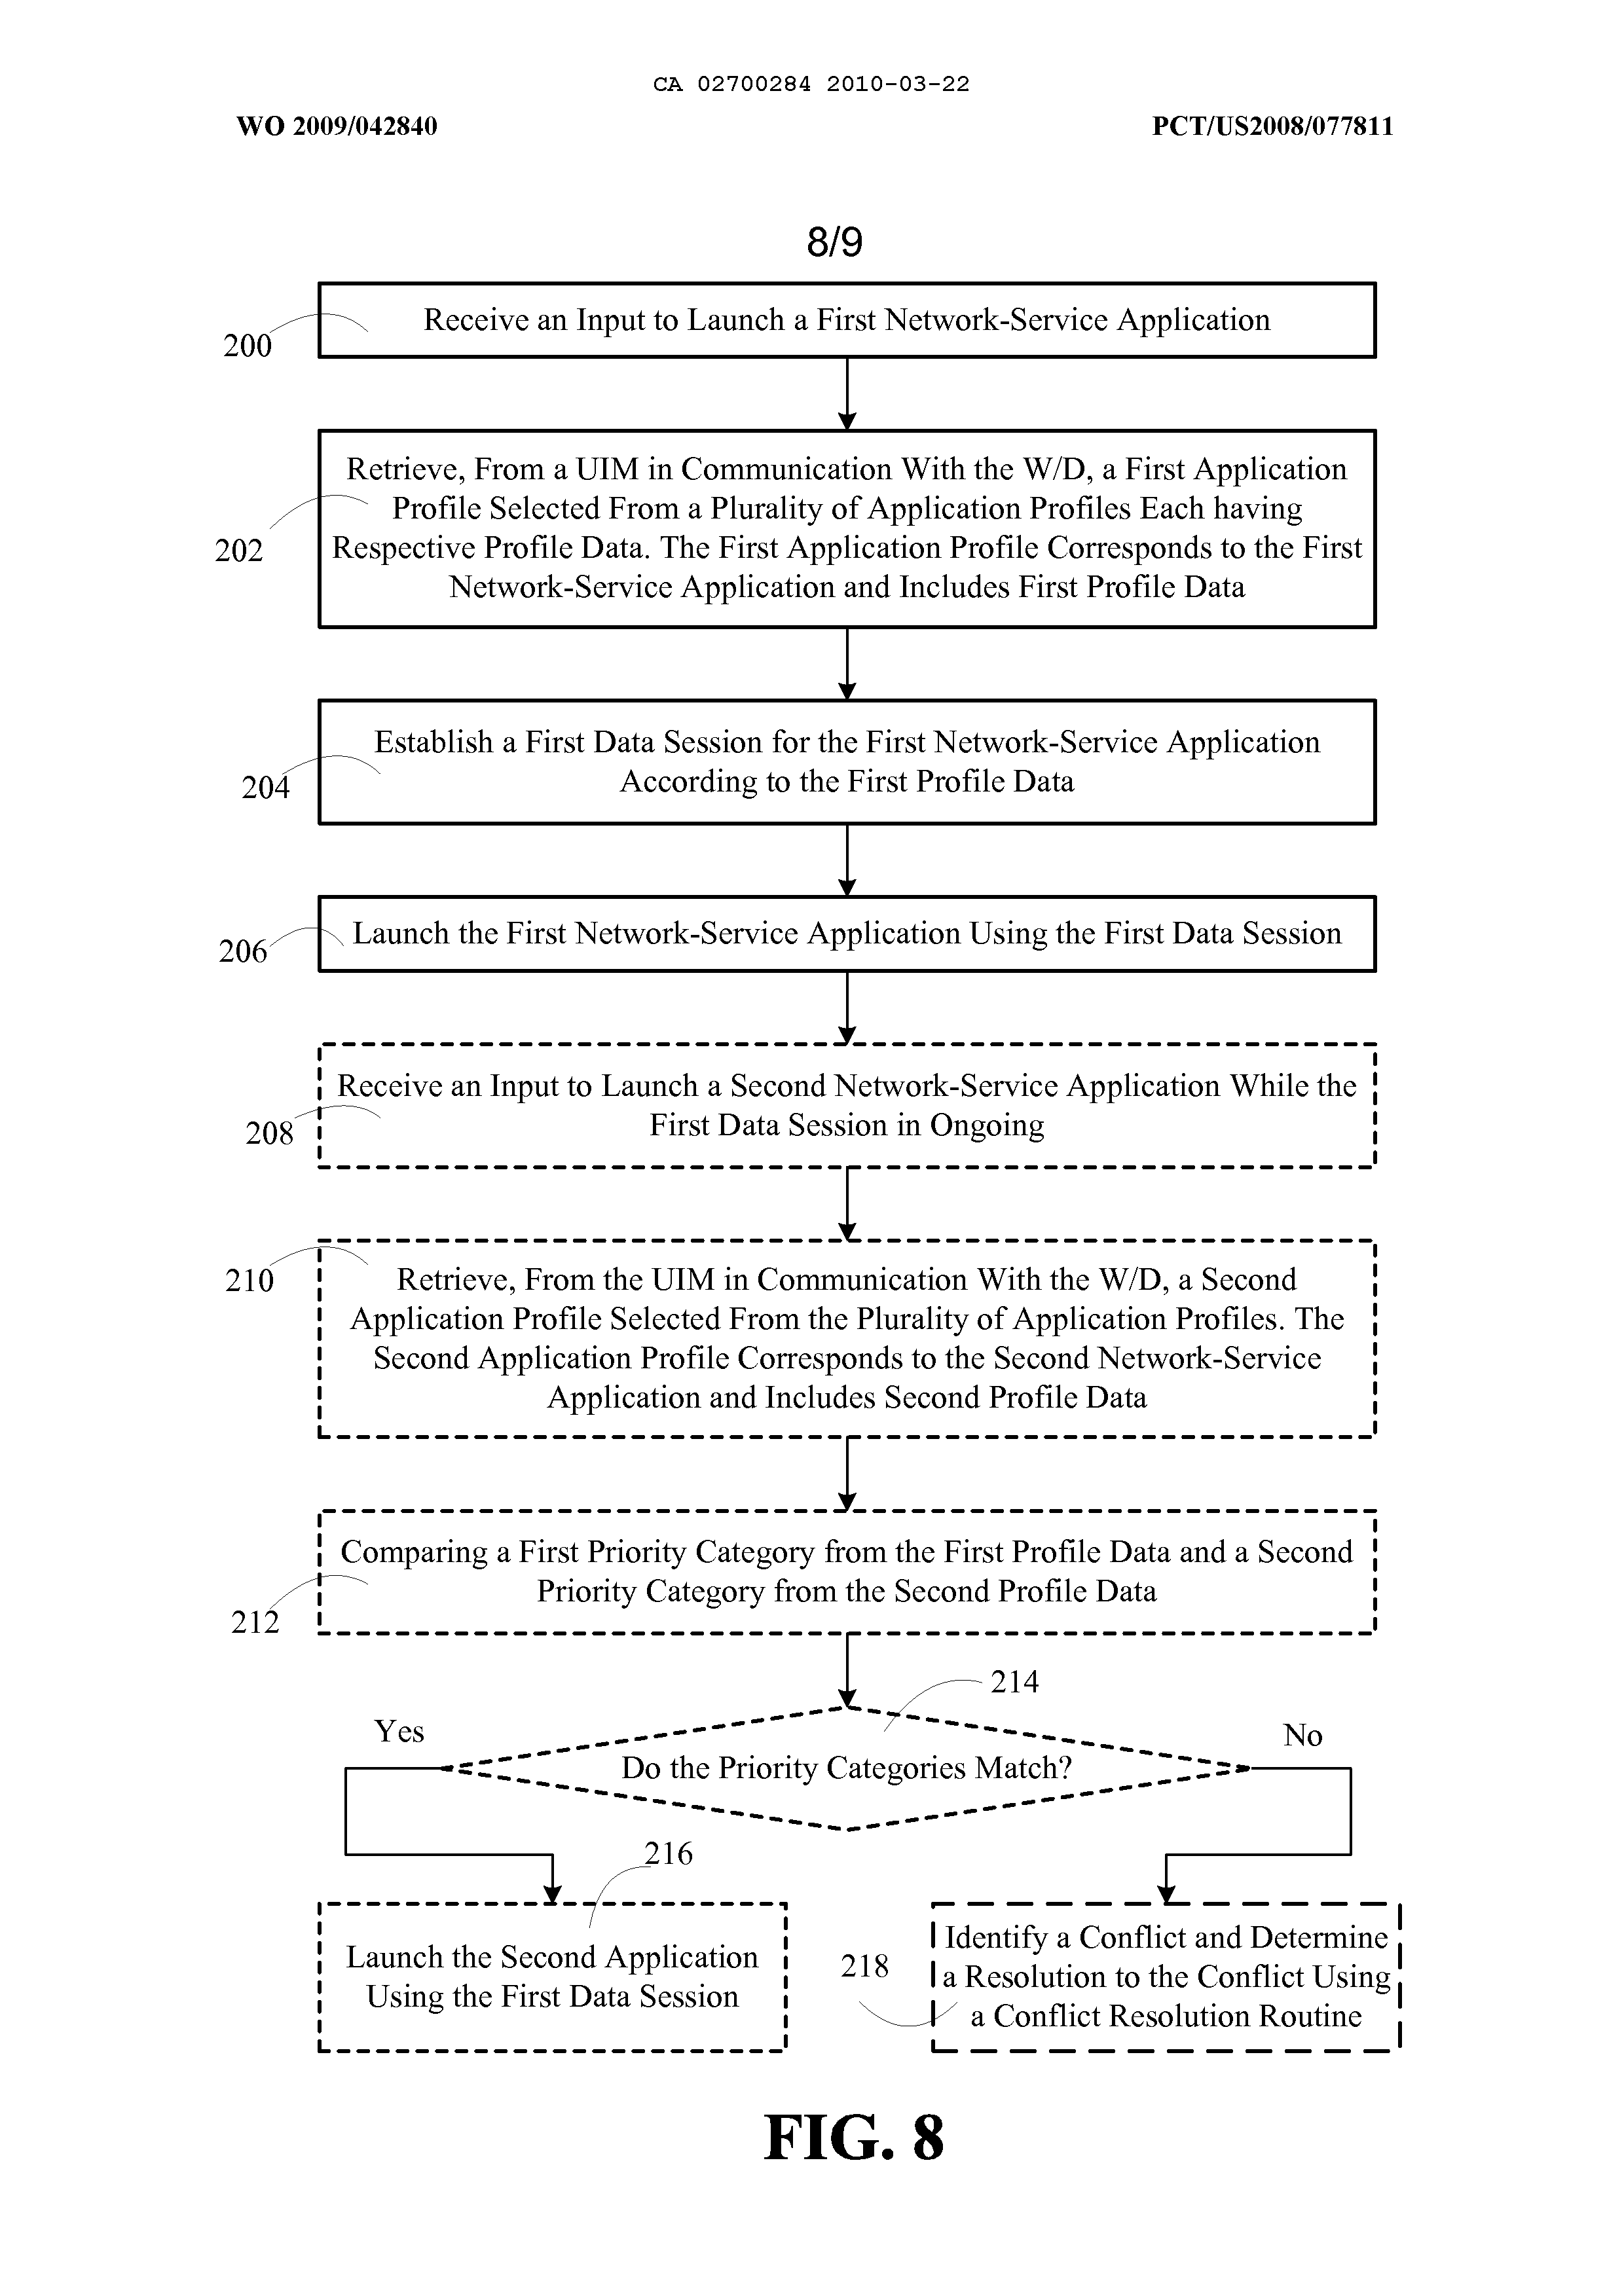 CA 02700284 2010-03-22
WO 2009/042840
PCT/US2008/077811
8/9
200
Receive an Input to Launch a First Network-Service Application
202
Retrieve, From a UIM in Communication With the W/D, a First Application
Profile Selected From a Plurality of Application Profiles Each having
Respective Profile Data. The First Application Profile Corresponds to the First
Network-Service Application and Includes First Profile Data
204
Establish a First Data Session for the First Network-Service Application
According to the First Profile Data
206
Launch the First Network-Service Application Using the First Data Session
208
Receive an Input to Launch a Second Network-Service Application While the
First Data Session in Ongoing
210
Retrieve, From the UIM in Communication With the W/D, a Second
Application Profile Selected From the Plurality of Application Profiles. The
Second Application Profile Corresponds to the Second Network-Service
Application and Includes Second Profile Data
212
Comparing a First Priority Category from the First Profile Data and a Second
Priority Category from the Second Profile Data
214
Yes
No
Do the Priority Categories Match?
216
Launch the Second Application
Using the First Data Session
218
Identify a Conflict and Determine
a Resolution to the Conflict Using
a Conflict Resolution Routine
FIG. 8